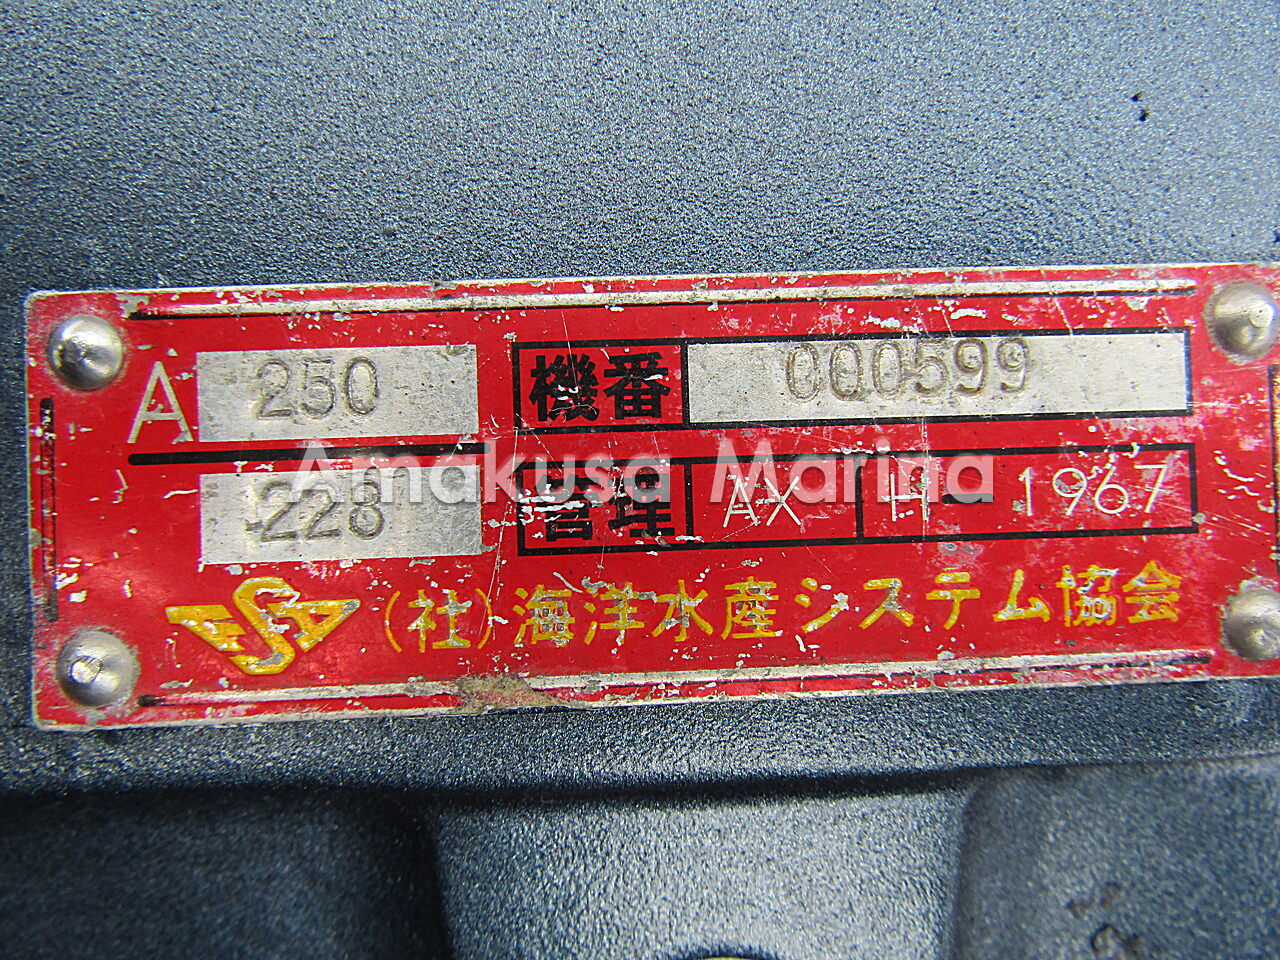 A 250 機番 000599
228 管理 AX H- 1967
Amakusa Marina
(社)海洋水産システム協会